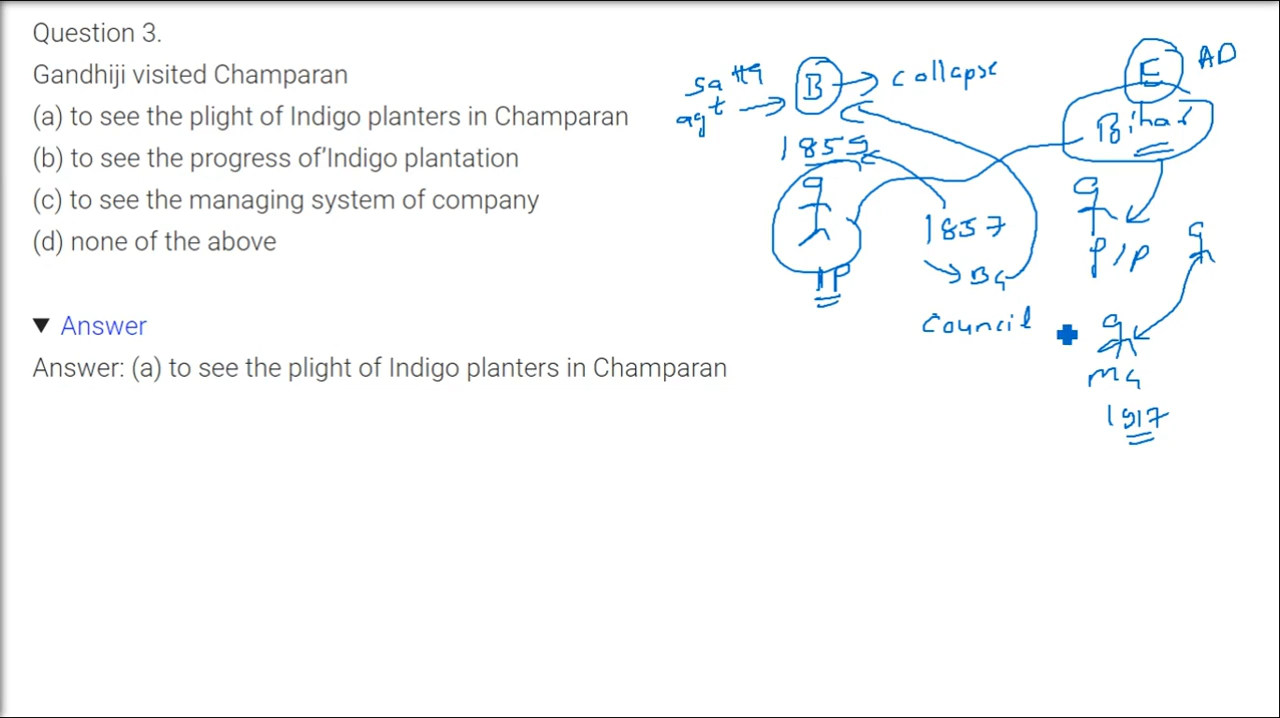 Question 3.
Gandhiji visited Champaran
(a) to see the plight of Indigo planters in Champaran
(b) to see the progress of’Indigo plantation
(c) to see the managing system of company
(d) none of the above
▼ Answer
Answer: (a) to see the plight of Indigo planters in Champaran
B
collapse
1859
IP
1857
BG
Council
E
AD
Bihar
P/P
MG
1917